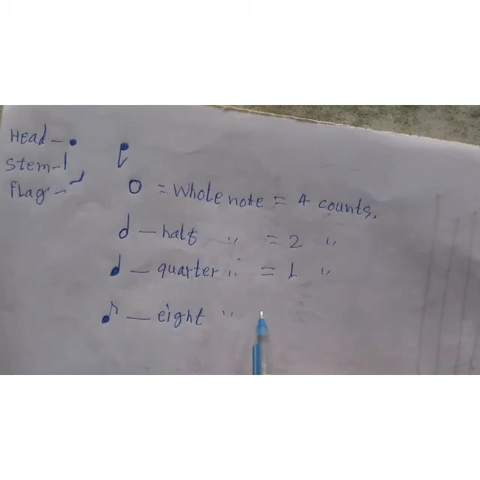 Head -
Stem -
flag -
= Whole note = 4 counts.
- half " = 2 "
- quarter " = 1 "
- eight "